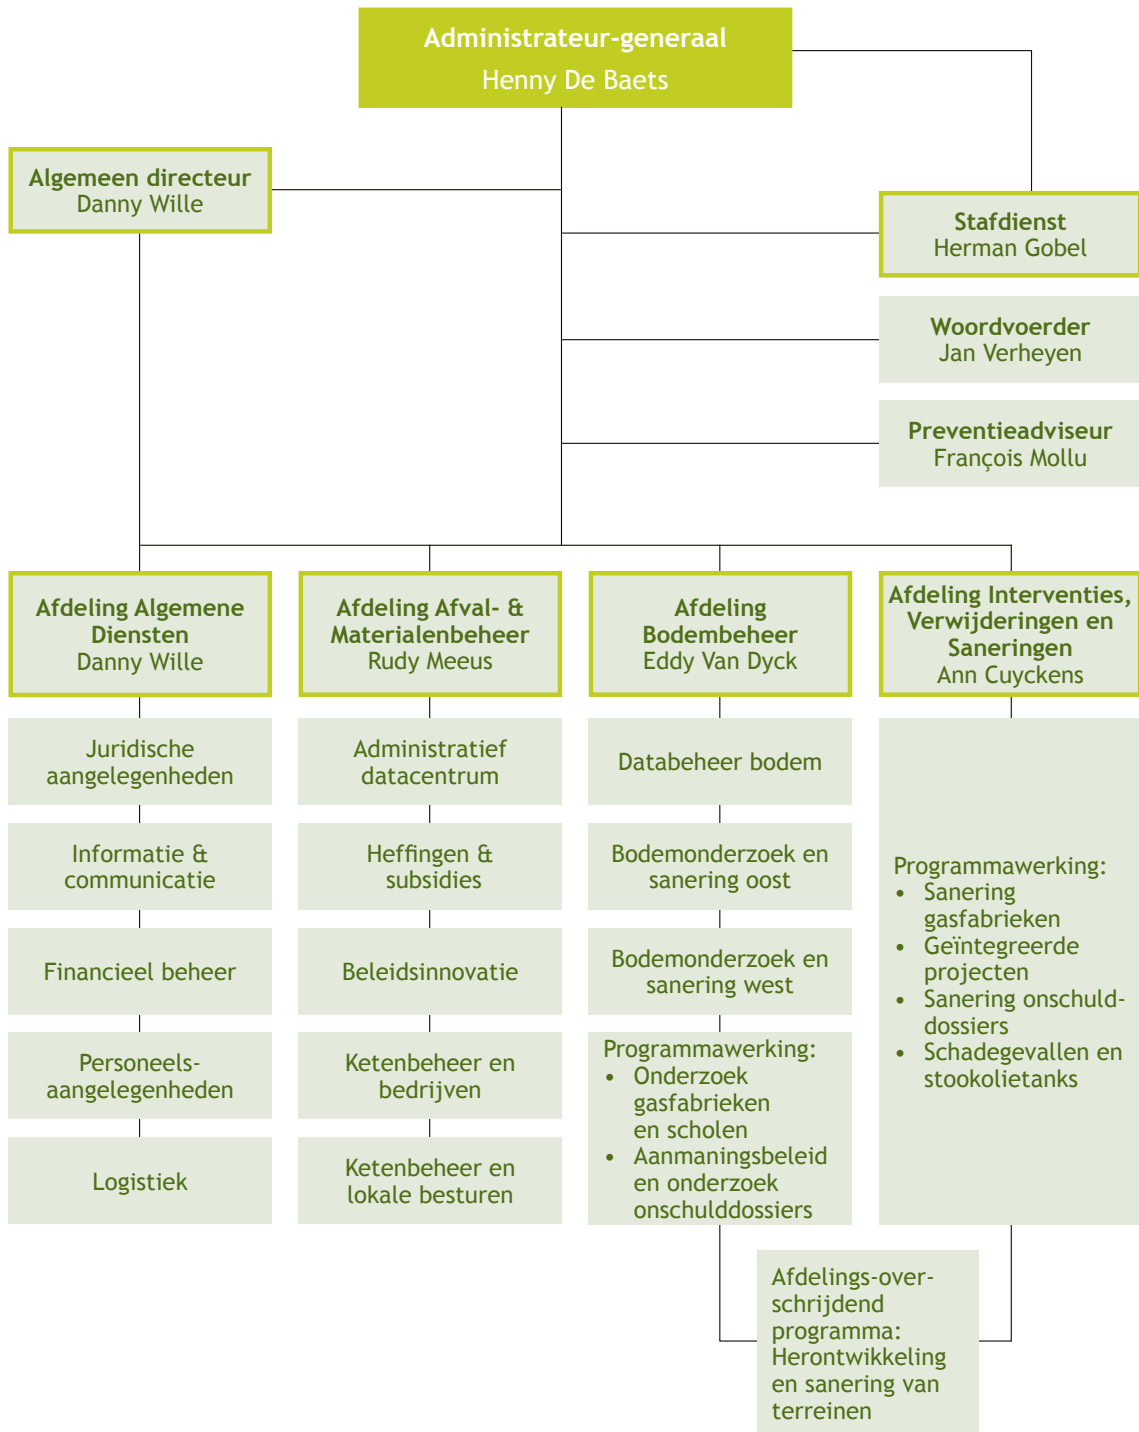 Administrateur-generaal
Henny De Baets
Algemeen directeur
Danny Wille
Stafdienst
Herman Gobel
Woordvoerder
Jan Verheyen
Preventieadviseur
François Mollu
Afdeling Algemene
Diensten
Danny Wille
Juridische
aangelegenheden
Informatie &
communicatie
Financieel beheer
Personeels-
aangelegenheden
Logistiek
Afdeling Afval- &
Materialenbeheer
Rudy Meeus
Administratief
datacentrum
Heffingen &
subsidies
Beleidsinnovatie
Ketenbeheer en
bedrijven
Ketenbeheer en
lokale besturen
Afdeling
Bodembeheer
Eddy Van Dyck
Databeheer bodem
Bodemonderzoek en
sanering oost
Bodemonderzoek en
sanering west
Programmawerking:
• Onderzoek
gasfabrieken
en scholen
• Aanmaningsbeleid
en onderzoek
onschulddossiers
Afdeling Interventies,
Verwijderingen en
Saneringen
Ann Cuyckens
Programmawerking:
• Sanering
gasfabrieken
• Geïntegreerde
projecten
• Sanering onschuld-
dossiers
• Schadegevallen en
stookolietanks
Afdelings-over-
schrijdend
programma:
Herontwikkeling
en sanering van
terreinen